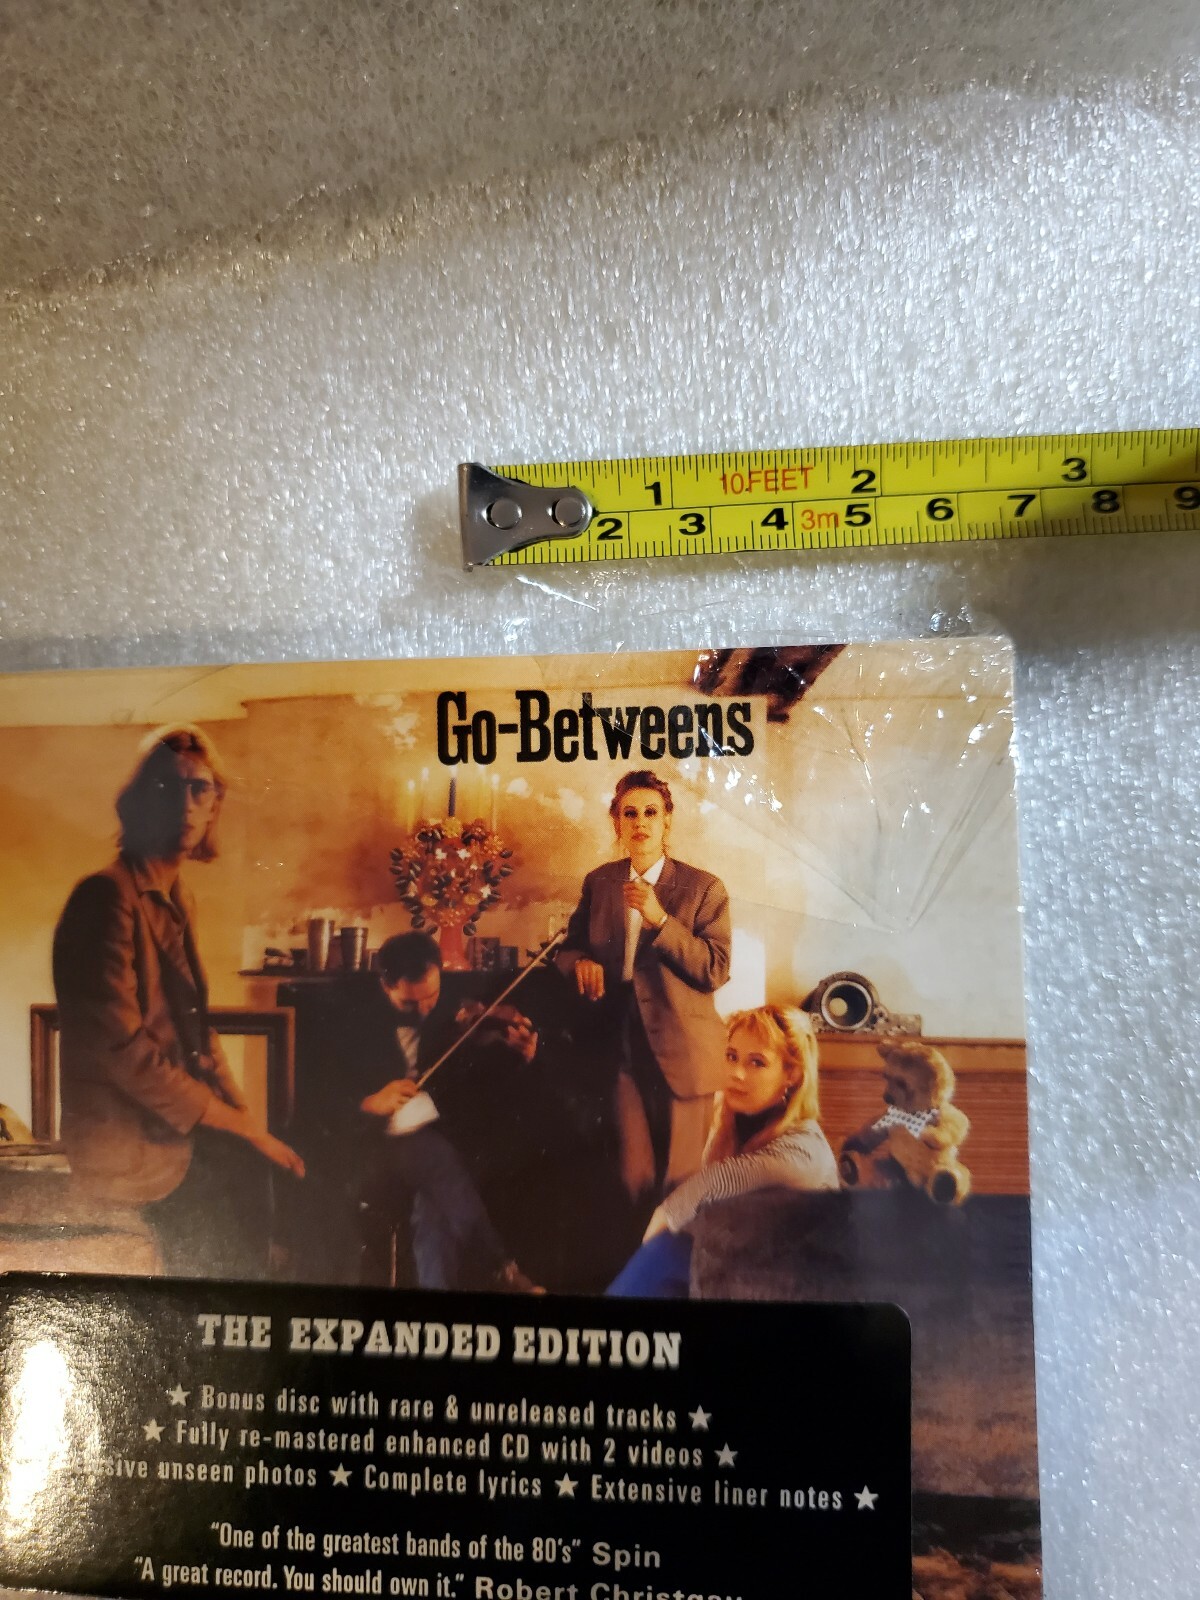 1 10 FEET 2 3
2 3 4 3m 5 6 7 8 9
Go-Betweens
THE EXPANDED EDITION
★ Bonus disc with rare & unreleased tracks ★
★ Fully re-mastered enhanced CD with 2 videos ★
unseen photos ★ Complete lyrics ★ Extensive liner notes ★
"One of the greatest bands of the 80's" Spin
"A great record. You should own it." Robert Christgau